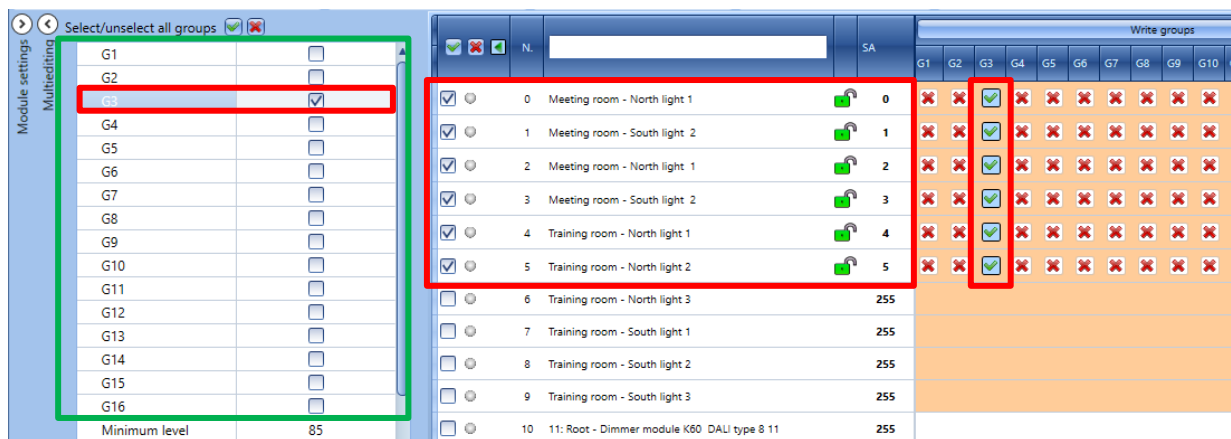 Module settings
Multiediting
Select/unselect all groups
G1
G2
G3
G4
G5
G6
G7
G8
G9
G10
G11
G12
G13
G14
G15
G16
Minimum level 85
N. SA
Write groups
G1 G2 G3 G4 G5 G6 G7 G8 G9 G10
0 Meeting room - North light 1 0
1 Meeting room - South light 2 1
2 Meeting room - North light 1 2
3 Meeting room - South light 2 3
4 Training room - North light 1 4
5 Training room - North light 2 5
6 Training room - North light 3 255
7 Training room - South light 1 255
8 Training room - South light 2 255
9 Training room - South light 3 255
10 11: Root - Dimmer module K60 DALI type 8 11 255